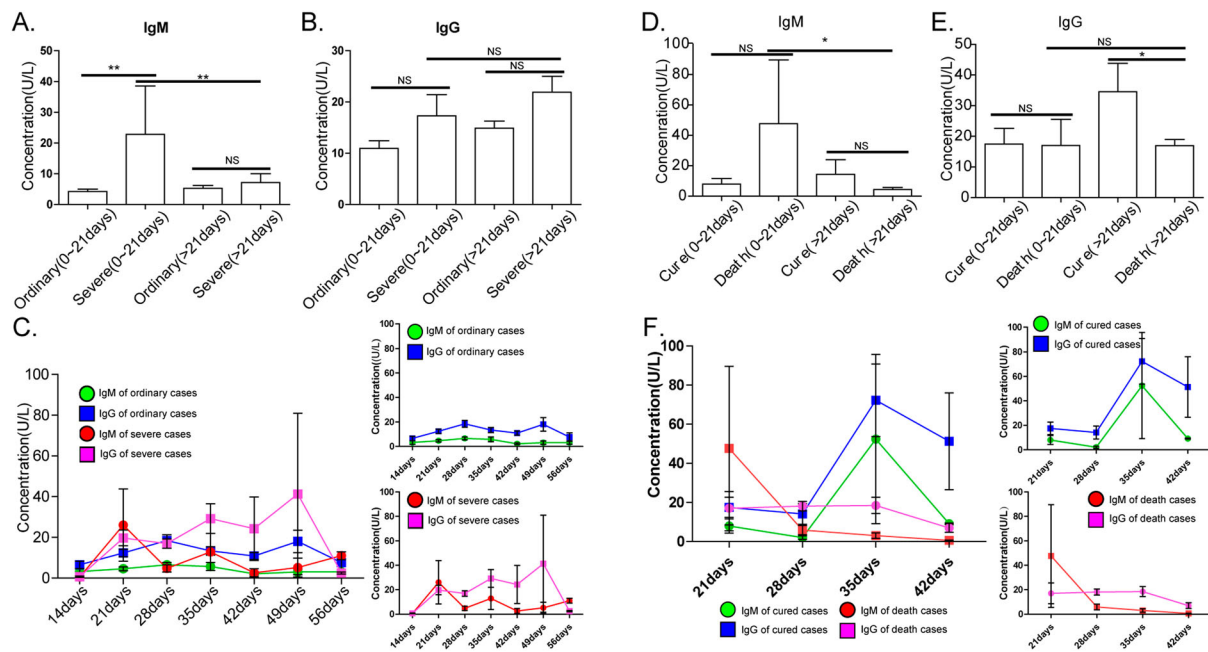 A.
IgM
Concentration(U/L)
50
40
30
20
10
0
**
**
NS
Ordinary(0~21days)
Severe(0~21days)
Ordinary(>21days)
Severe(>21days)
B.
IgG
Concentration(U/L)
30
20
10
0
NS
NS
NS
Ordinary(0~21days)
Severe(0~21days)
Ordinary(>21days)
Severe(>21days)
D.
IgM
Concentration(U/L)
100
80
60
40
20
0
NS
*
NS
Cur e( 0~21days)
Deat h( 0~21days)
Cur e( >21days)
Deat h( >21days)
E.
IgG
Concenration(U/L)
50
40
30
20
10
0
NS
*
NS
Cur e( 0~21days)
Deat h( 0~21days)
Cur e( >21days)
Deat h( >21days)
C.
Concentration(U/L)
100
80
60
40
20
0
IgM of ordinary cases
IgG of ordinary cases
IgM of severe cases
IgG of severe cases
14days
21days
28days
35days
42days
49days
56days
Concentration((U/L)
100
80
60
40
20
0
IgM of ordinary cases
IgG of ordinary cases
14days
21days
28days
35days
42days
49days
56days
Concentration(U/L)
100
80
60
40
20
0
IgM of severe cases
IgG of severe cases
14days
21days
28days
35days
42days
49days
56days
F.
Concentration(U/L)
100
80
60
40
20
0
21days
28days
35days
42days
IgM of cured cases
IgM of death cases
IgG of cured cases
IgG of death cases
Concentration(U/L)
100
80
60
40
20
0
IgM of cured cases
IgG of cured cases
21days
28days
35days
42days
Concentration(U/L)
100
80
60
40
20
0
IgM of death cases
IgG of death cases
21days
28days
35days
42days